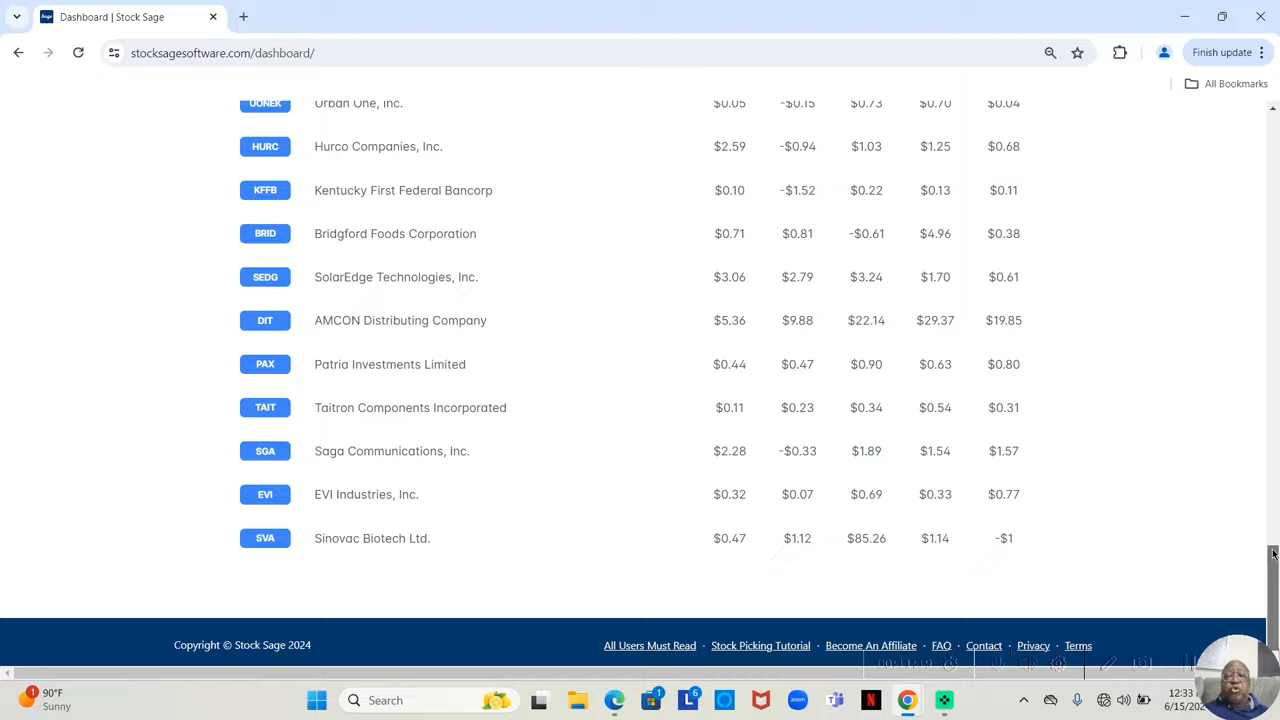 Sage
Dashboard | Stock Sage
stocksagesoftware.com/dashboard/
Finish update
All Bookmarks
UONEK Urban One, Inc. $0.05 -$0.15 $0.73 $0.70 $0.04
HURC Hurco Companies, Inc. $2.59 -$0.94 $1.03 $1.25 $0.68
KFFB Kentucky First Federal Bancorp $0.10 -$1.52 $0.22 $0.13 $0.11
BRID Bridgford Foods Corporation $0.71 $0.81 -$0.61 $4.96 $0.38
SEDG SolarEdge Technologies, Inc. $3.06 $2.79 $3.24 $1.70 $0.61
DIT AMCON Distributing Company $5.36 $9.88 $22.14 $29.37 $19.85
PAX Patria Investments Limited $0.44 $0.47 $0.90 $0.63 $0.80
TAIT Taitron Components Incorporated $0.11 $0.23 $0.34 $0.54 $0.31
SGA Saga Communications, Inc. $2.28 -$0.33 $1.89 $1.54 $1.57
EVI EVI Industries, Inc. $0.32 $0.07 $0.69 $0.33 $0.77
SVA Sinovac Biotech Ltd. $0.47 $1.12 $85.26 $1.14 -$1
Copyright © Stock Sage 2024 All Users Must Read · Stock Picking Tutorial · Become An Affiliate · FAQ · Contact · Privacy · Terms
1 90°F
Sunny
Search
1
6
zoom
N
12:33
6/15/202